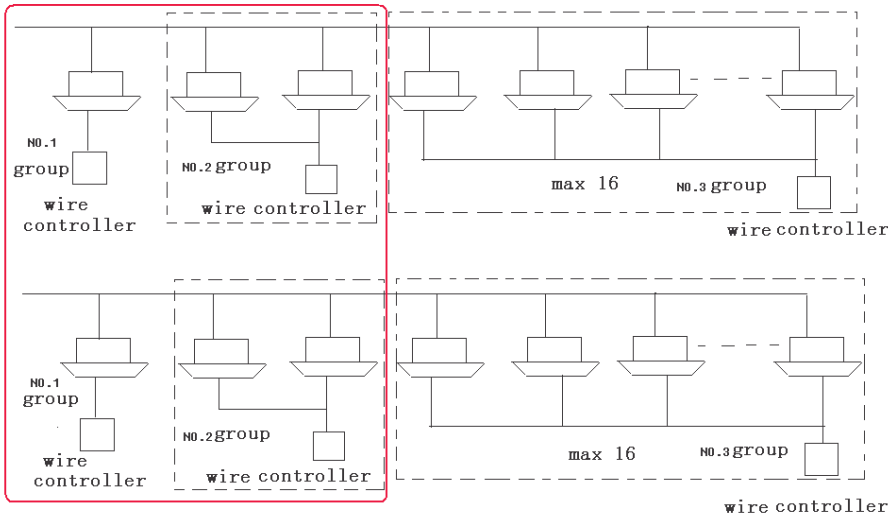 NO.1
group
wire
controller
NO.2 group
wire controller
max 16
NO.3 group
wire controller
NO.1
group
wire
controller
NO.2 group
wire controller
max 16
NO.3 group
wire controller